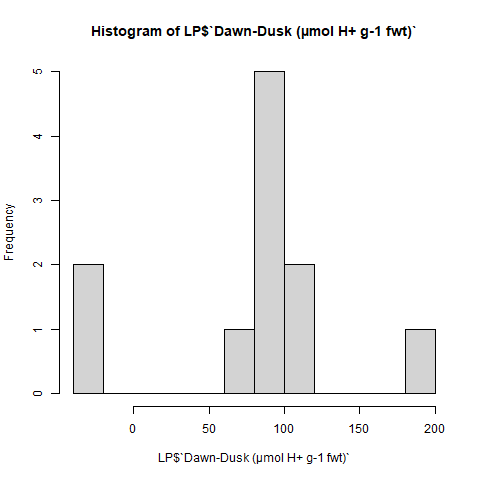 Histogram of LP$`Dawn-Dusk (µmol H+ g-1 fwt)`
5
4
3
2
1
0
Frequency
0 50 100 150 200
LP$`Dawn-Dusk (µmol H+ g-1 fwt)`